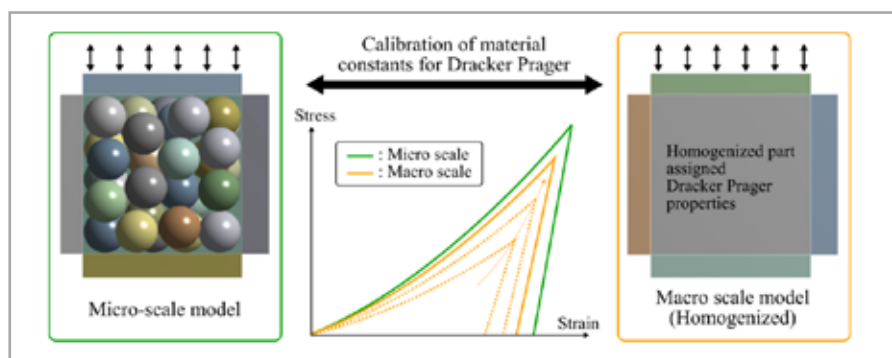 Calibration of material
constants for Dracker Prager
Stress
: Micro scale
: Macro scale
Strain
Micro-scale model
Homogenized part
assigned
Dracker Prager
properties
Macro scale model
(Homogenized)